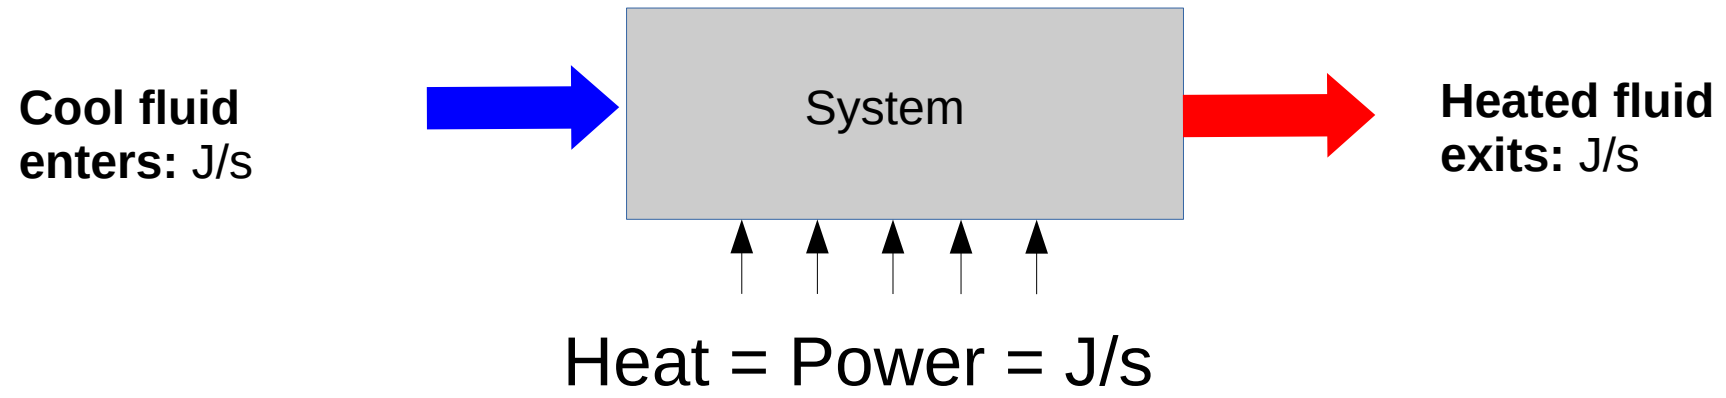 Cool fluid
enters: J/s
System
Heated fluid
exits: J/s
Heat = Power = J/s